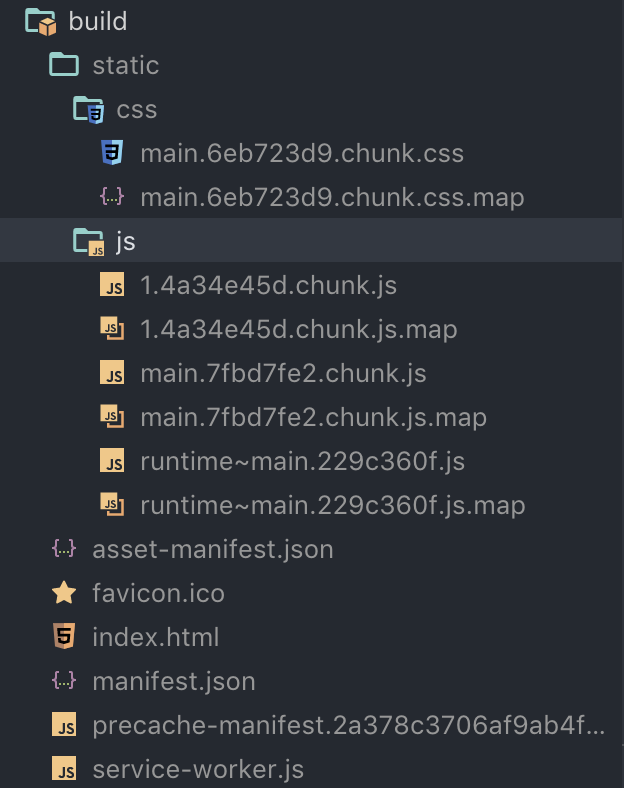 build
static
css
main.6eb723d9.chunk.css
main.6eb723d9.chunk.css.map
js
1.4a34e45d.chunk.js
1.4a34e45d.chunk.js.map
main.7fbd7fe2.chunk.js
main.7fbd7fe2.chunk.js.map
runtime~main.229c360f.js
runtime~main.229c360f.js.map
asset-manifest.json
favicon.ico
index.html
manifest.json
precache-manifest.2a378c3706af9ab4f...
service-worker.js